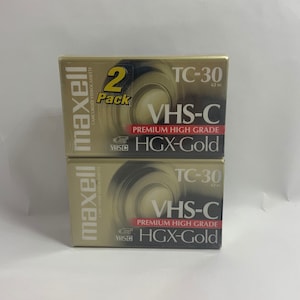 maxell
2
Pack
TC-30
VHS-C
PREMIUM HIGH GRADE
HGX-Gold
maxell
TC-30
VHS-C
PREMIUM HIGH GRADE
HGX-Gold